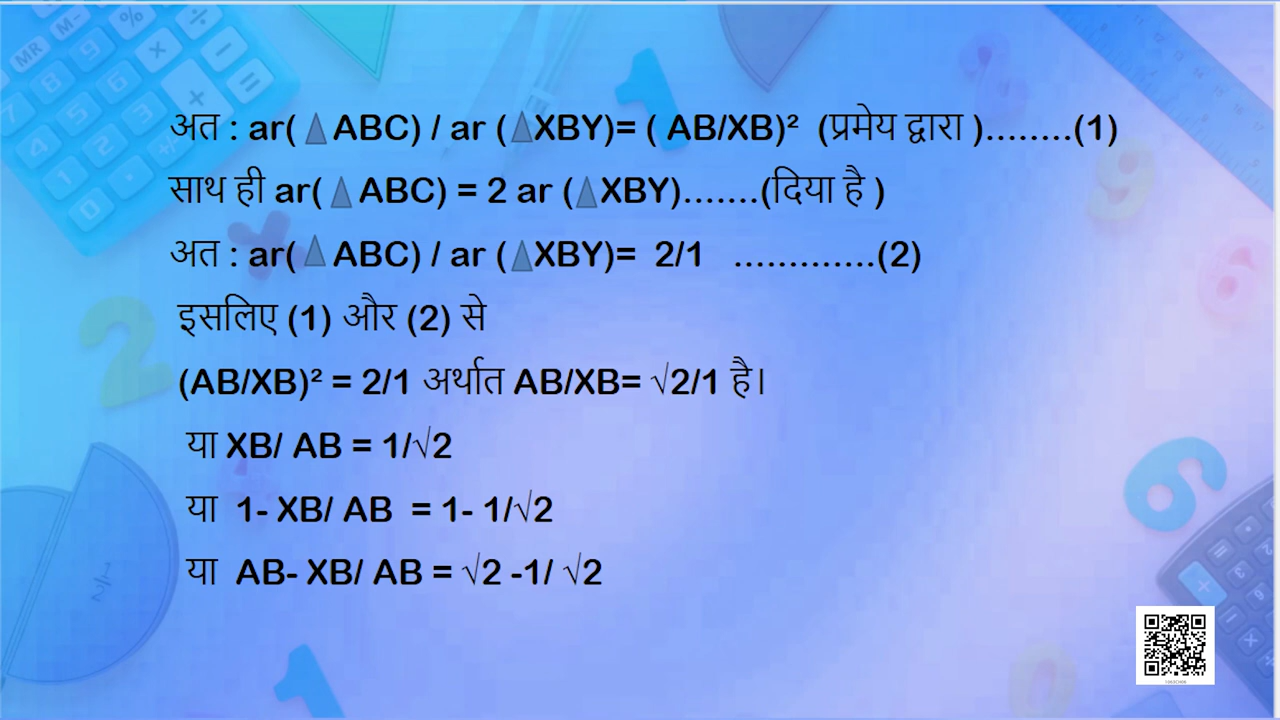 अत : ar( △ ABC) / ar (△XBY)= ( AB/XB)² (प्रमेय द्वारा )........(1)
साथ ही ar( △ ABC) = 2 ar (△XBY).......(दिया है )
अत : ar( △ ABC) / ar (△XBY)= 2/1 .............(2)
इसलिए (1) और (2) से
(AB/XB)² = 2/1 अर्थात AB/XB= √2/1 है।
या XB/ AB = 1/√2
या 1- XB/ AB = 1- 1/√2
या AB- XB/ AB = √2 -1/ √2